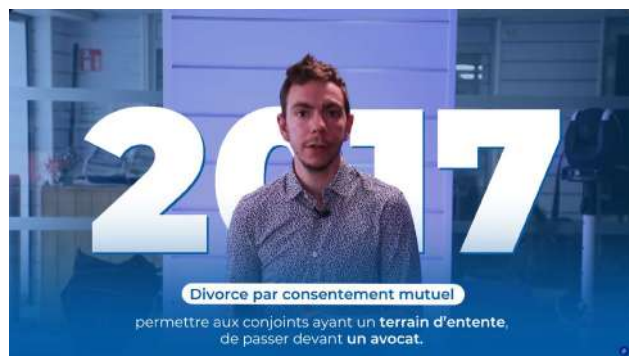 2017
Divorce par consentement mutuel
permettre aux conjoints ayant un terrain d'entente,
de passer devant un avocat.